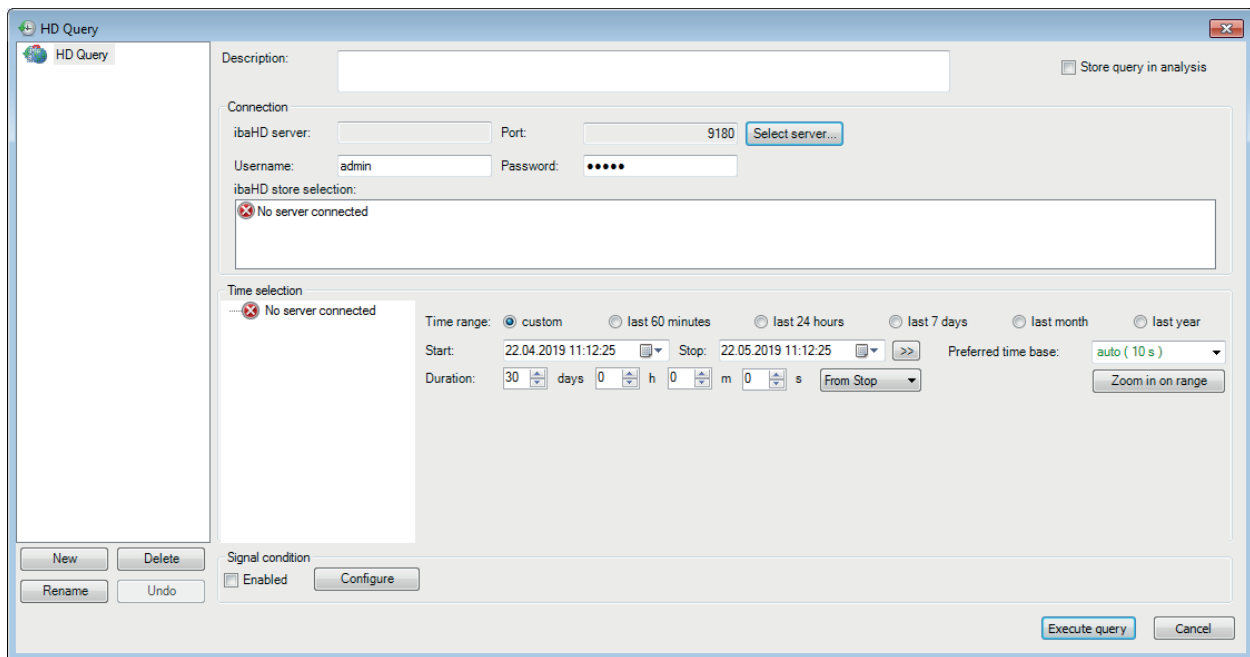 HD Query
HD Query
Description:
Store query in analysis
Connection
ibaHD server:
Port:
9180
Select server...
Username:
admin
Password:
●●●●●
ibaHD store selection:
No server connected
Time selection
No server connected
Time range:
custom
last 60 minutes
last 24 hours
last 7 days
last month
last year
Start:
22.04.2019 11:12:25
Stop:
22.05.2019 11:12:25
>>
Preferred time base:
auto ( 10 s )
Duration:
30
days
0
h
0
m
0
s
From Stop
Zoom in on range
New
Delete
Rename
Undo
Signal condition
Enabled
Configure
Execute query
Cancel